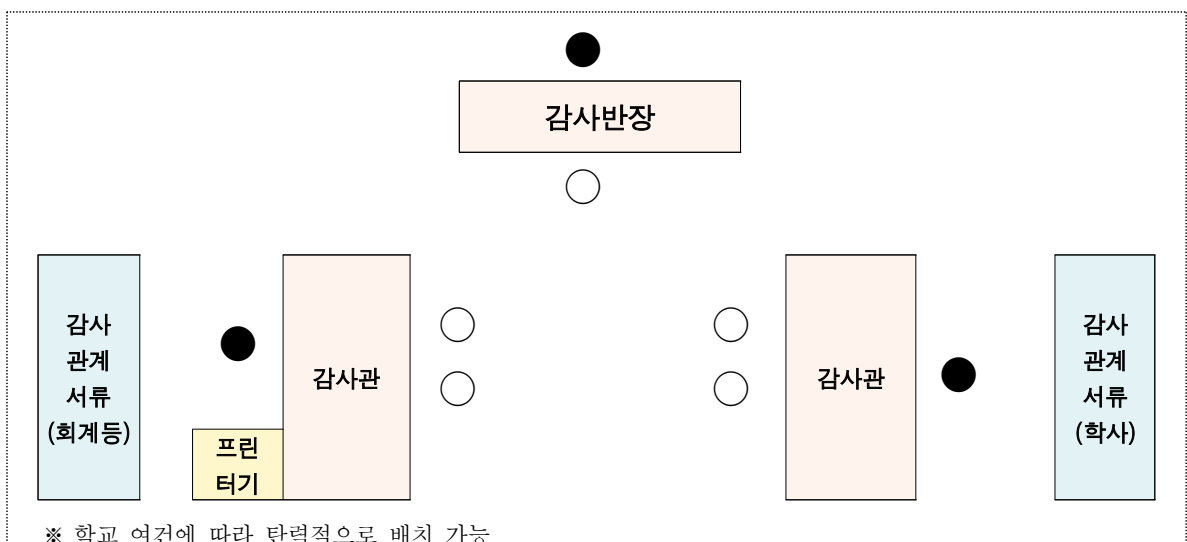 감사반장
감사
관계
서류
(회계등)
감사관
프린
터기
감사관
감사
관계
서류
(학사)
※ 학교 여건에 따라 탄력적으로 배치 가능